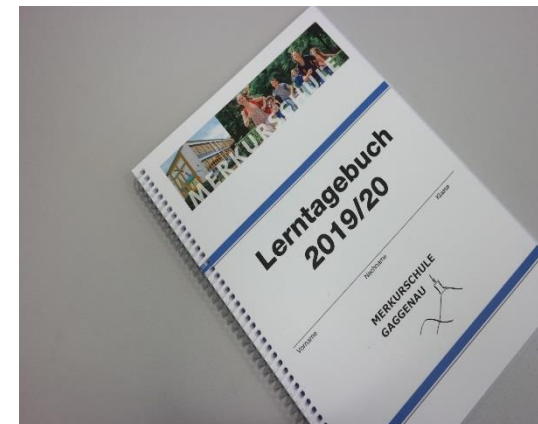 MERKURSCHULE
Lerntagebuch
2019/20
Vorname Nachname Klasse
MERKURSCHULE
GAGGENAU